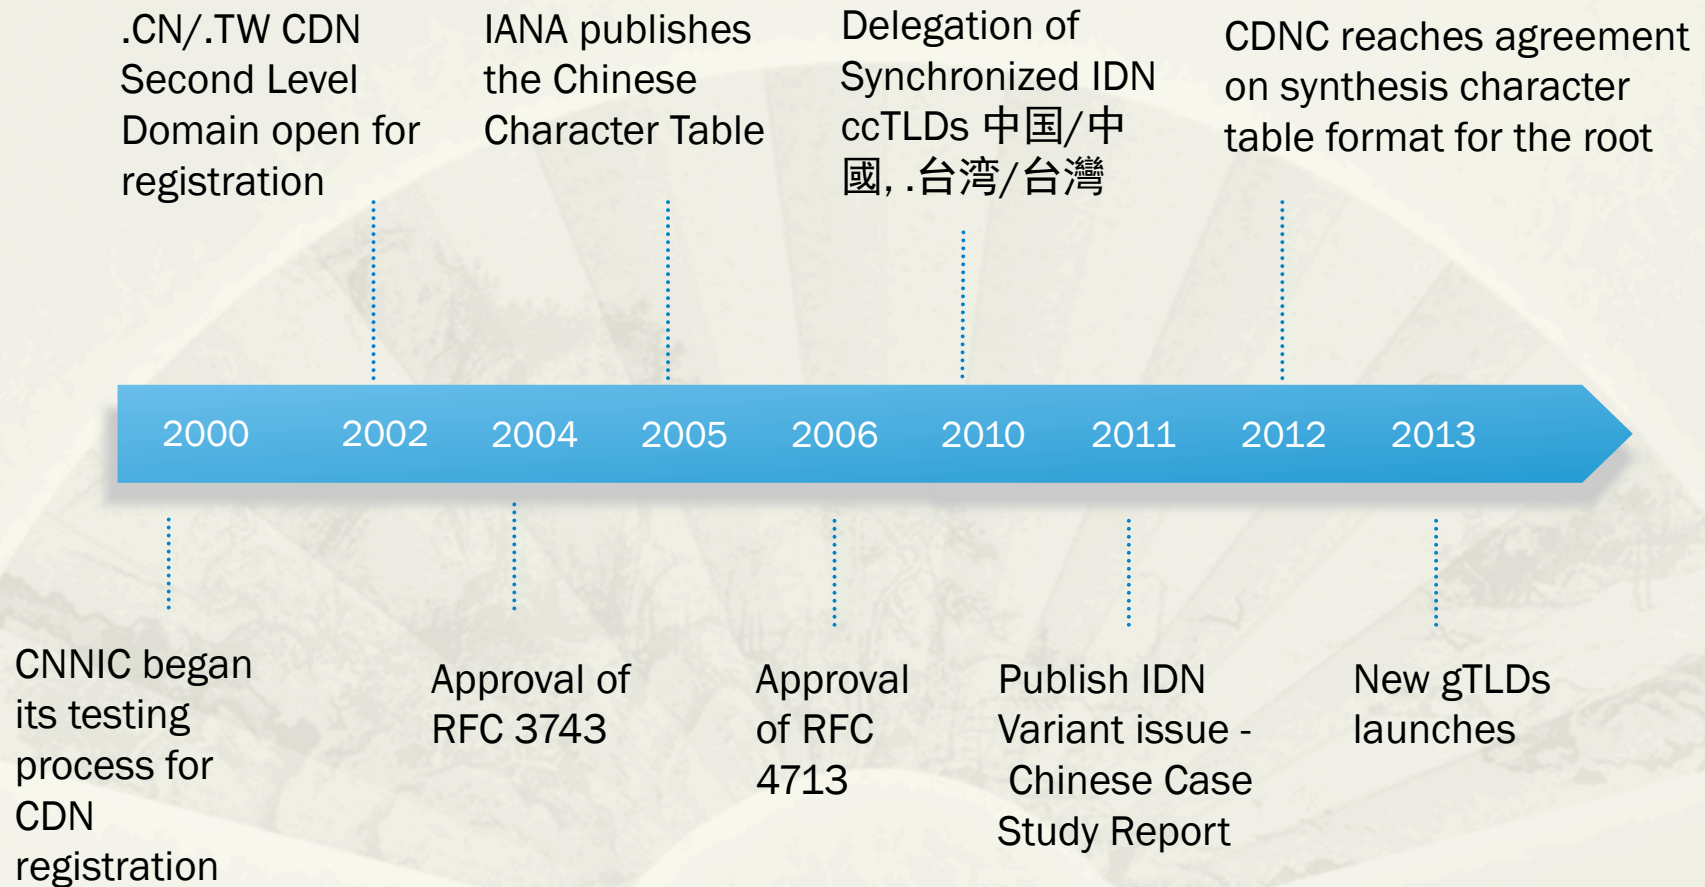 .CN/.TW CDN
Second Level
Domain open for
registration
IANA publishes
the Chinese
Character Table
Delegation of
Synchronized IDN
ccTLDs 中国/中
國, .台湾/台灣
CDNC reaches agreement
on synthesis character
table format for the root
2000 2002 2004 2005 2006 2010 2011 2012 2013
CNNIC began
its testing
process for
CDN
registration
Approval of
RFC 3743
Approval
of RFC
4713
Publish IDN
Variant issue -
Chinese Case
Study Report
New gTLDs
launches